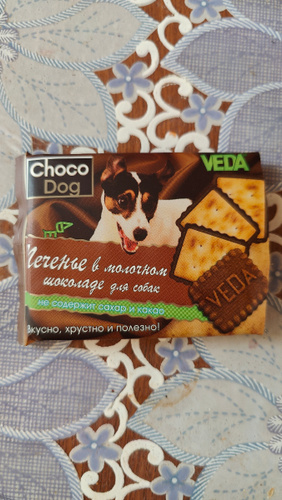 Choco
Dog
VEDA
Печенье в молочном
шоколаде для собак
не содержит сахар и какао
Вкусно, хрустно и полезно!
VEDA